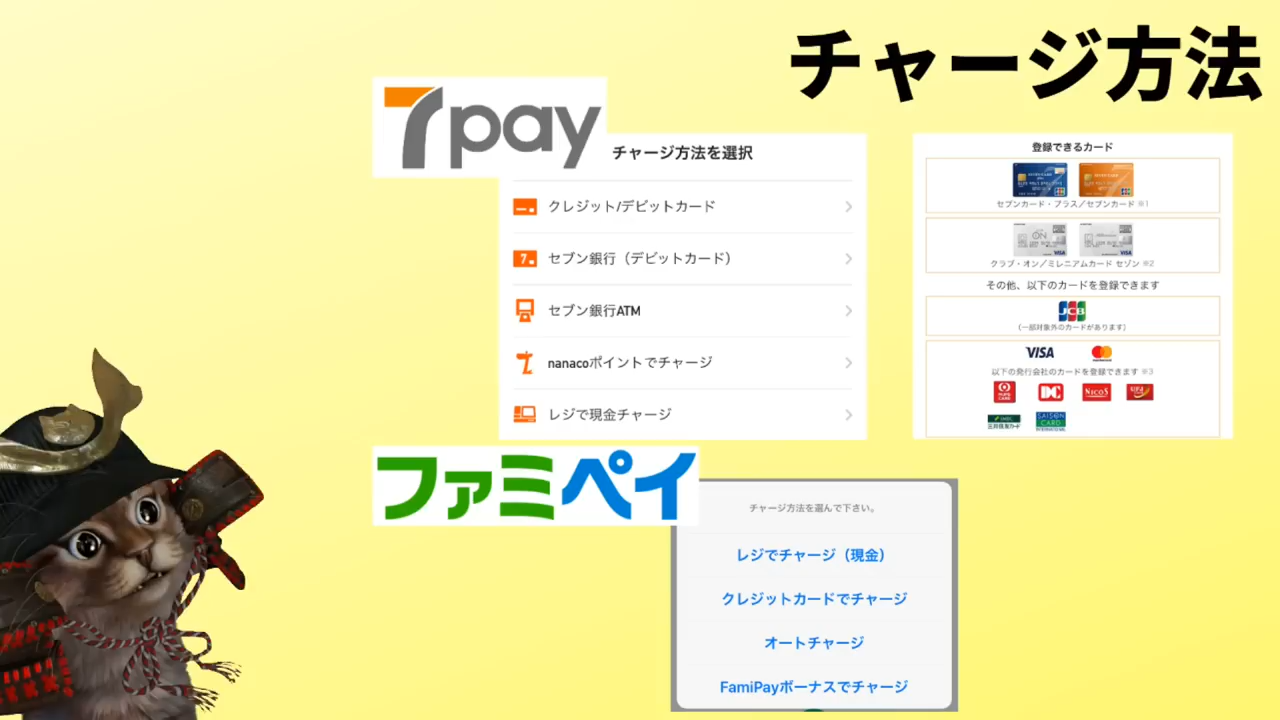 チャージ方法
7pay
チャージ方法を選択
クレジット/デビットカード
セブン銀行（デビットカード）
セブン銀行ATM
nanacoポイントでチャージ
レジで現金チャージ
登録できるカード
セブンカード・プラス／セブンカード ※1
クラブ・オン／ミレニアムカード セゾン ※2
その他、以下のカードを登録できます
JCB
（一部対象外のカードがあります）
VISA
以下の発行会社のカードを登録できます ※3
DC NICOS
三井住友カード SAISON CARD
ファミペイ
チャージ方法を選んで下さい。
レジでチャージ（現金）
クレジットカードでチャージ
オートチャージ
FamiPayボーナスでチャージ